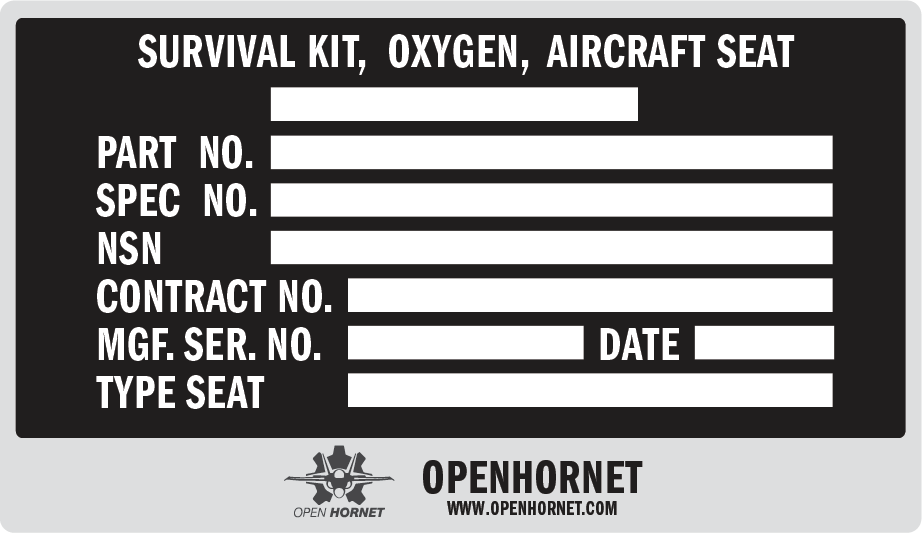 SURVIVAL KIT, OXYGEN, AIRCRAFT SEAT
PART NO.
SPEC NO.
NSN
CONTRACT NO.
MGF. SER. NO. DATE
TYPE SEAT
OPEN HORNET
OPENHORNET
WWW.OPENHORNET.COM